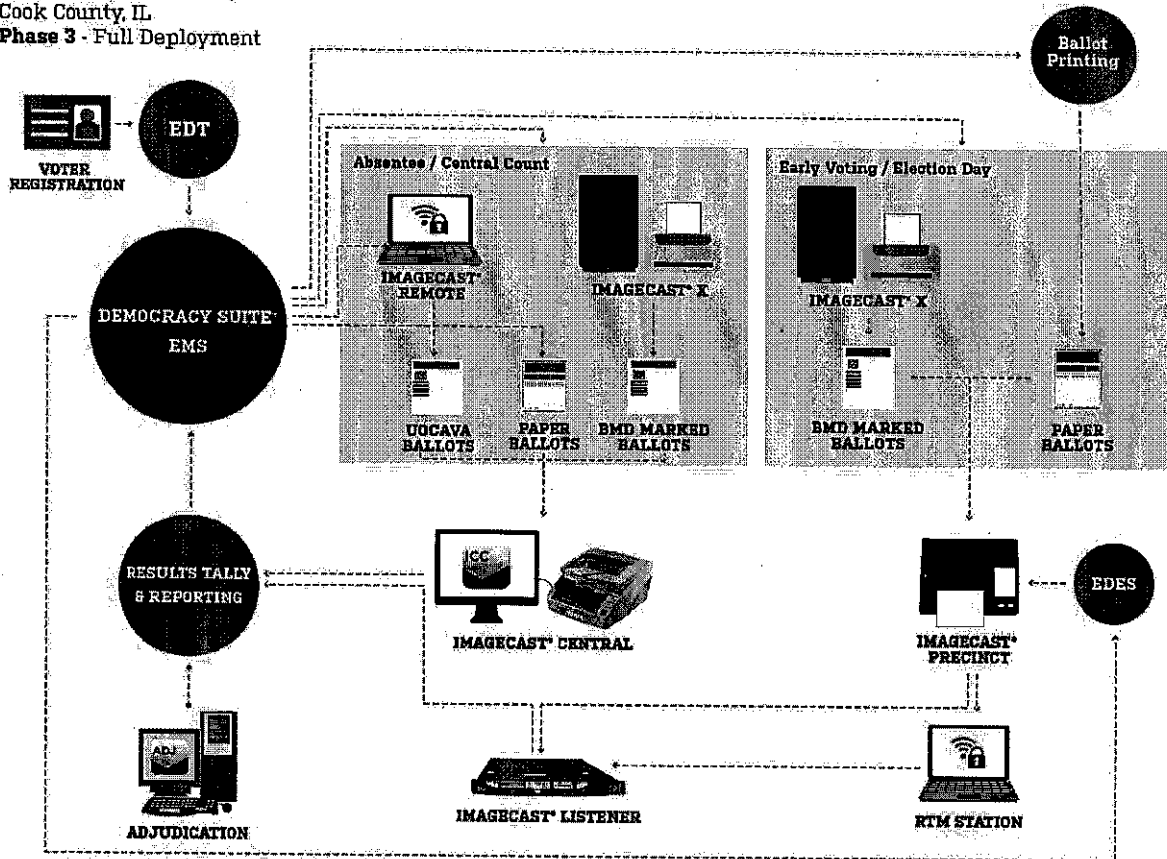 Cook County, IL
Phase 3 - Full Deployment
Ballot
Printing
EDT
VOTER
REGISTRATION
Absentee / Central Count
Early Voting / Election Day
IMAGECAST®
REMOTE
IMAGECAST® X
IMAGECAST® X
DEMOCRACY SUITE®
EMS
UOCAVA
BALLOTS
PAPER
BALLOTS
BMD MARKED
BALLOTS
BMD MARKED
BALLOTS
PAPER
BALLOTS
RESULTS TALLY
& REPORTING
ICC
IMAGECAST® CENTRAL
IMAGECAST®
PRECINCT
EDES
ADJ
ADJUDICATION
IMAGECAST® LISTENER
RTM STATION